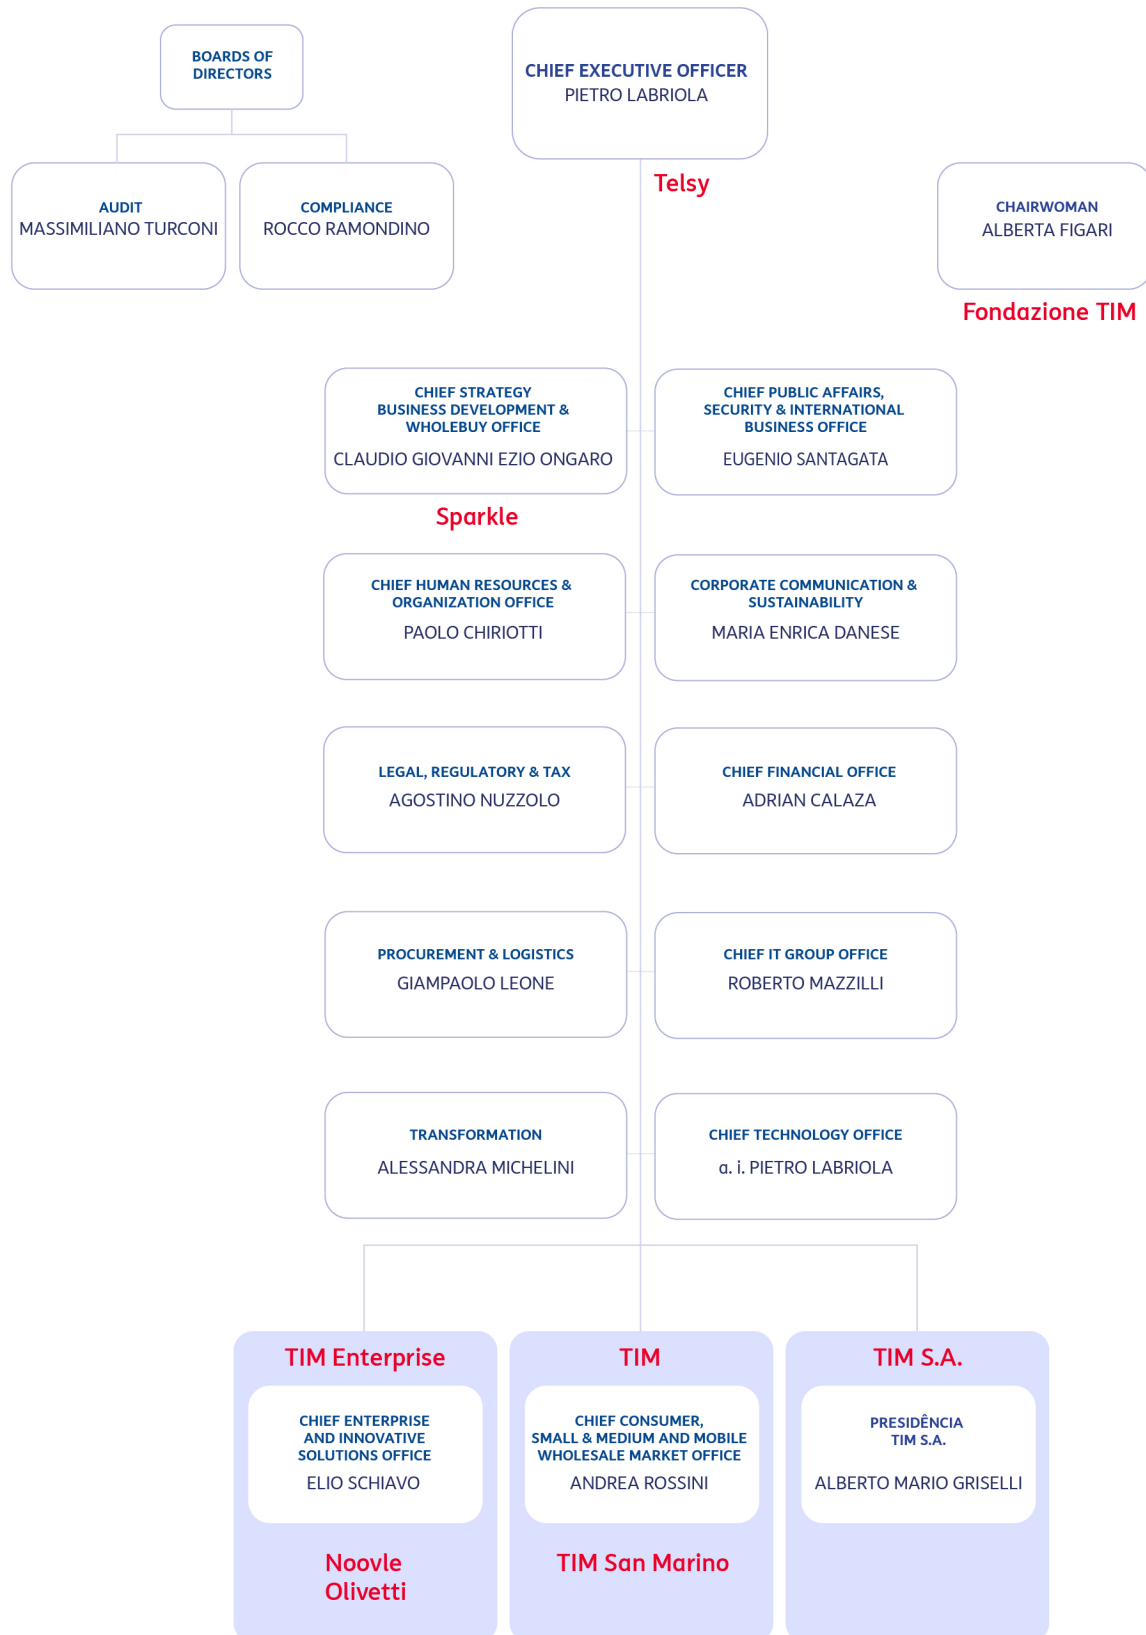 BOARDS OF
DIRECTORS
CHIEF EXECUTIVE OFFICER
PIETRO LABRIOLA
Telsy
AUDIT
MASSIMILIANO TURCONI
COMPLIANCE
ROCCO RAMONDINO
CHAIRWOMAN
ALBERTA FIGARI
Fondazione TIM
CHIEF STRATEGY
BUSINESS DEVELOPMENT &
WHOLEBUY OFFICE
CLAUDIO GIOVANNI EZIO ONGARO
Sparkle
CHIEF PUBLIC AFFAIRS,
SECURITY & INTERNATIONAL
BUSINESS OFFICE
EUGENIO SANTAGATA
CHIEF HUMAN RESOURCES &
ORGANIZATION OFFICE
PAOLO CHIRIOTTI
CORPORATE COMMUNICATION &
SUSTAINABILITY
MARIA ENRICA DANESE
LEGAL, REGULATORY & TAX
AGOSTINO NUZZOLO
CHIEF FINANCIAL OFFICE
ADRIAN CALAZA
PROCUREMENT & LOGISTICS
GIAMPAOLO LEONE
CHIEF IT GROUP OFFICE
ROBERTO MAZZILLI
TRANSFORMATION
ALESSANDRA MICHELINI
CHIEF TECHNOLOGY OFFICE
a. i. PIETRO LABRIOLA
TIM Enterprise
CHIEF ENTERPRISE
AND INNOVATIVE
SOLUTIONS OFFICE
ELIO SCHIAVO
Noovle
Olivetti
TIM
CHIEF CONSUMER,
SMALL & MEDIUM AND MOBILE
WHOLESALE MARKET OFFICE
ANDREA ROSSINI
TIM San Marino
TIM S.A.
PRESIDÊNCIA
TIM S.A.
ALBERTO MARIO GRISELLI